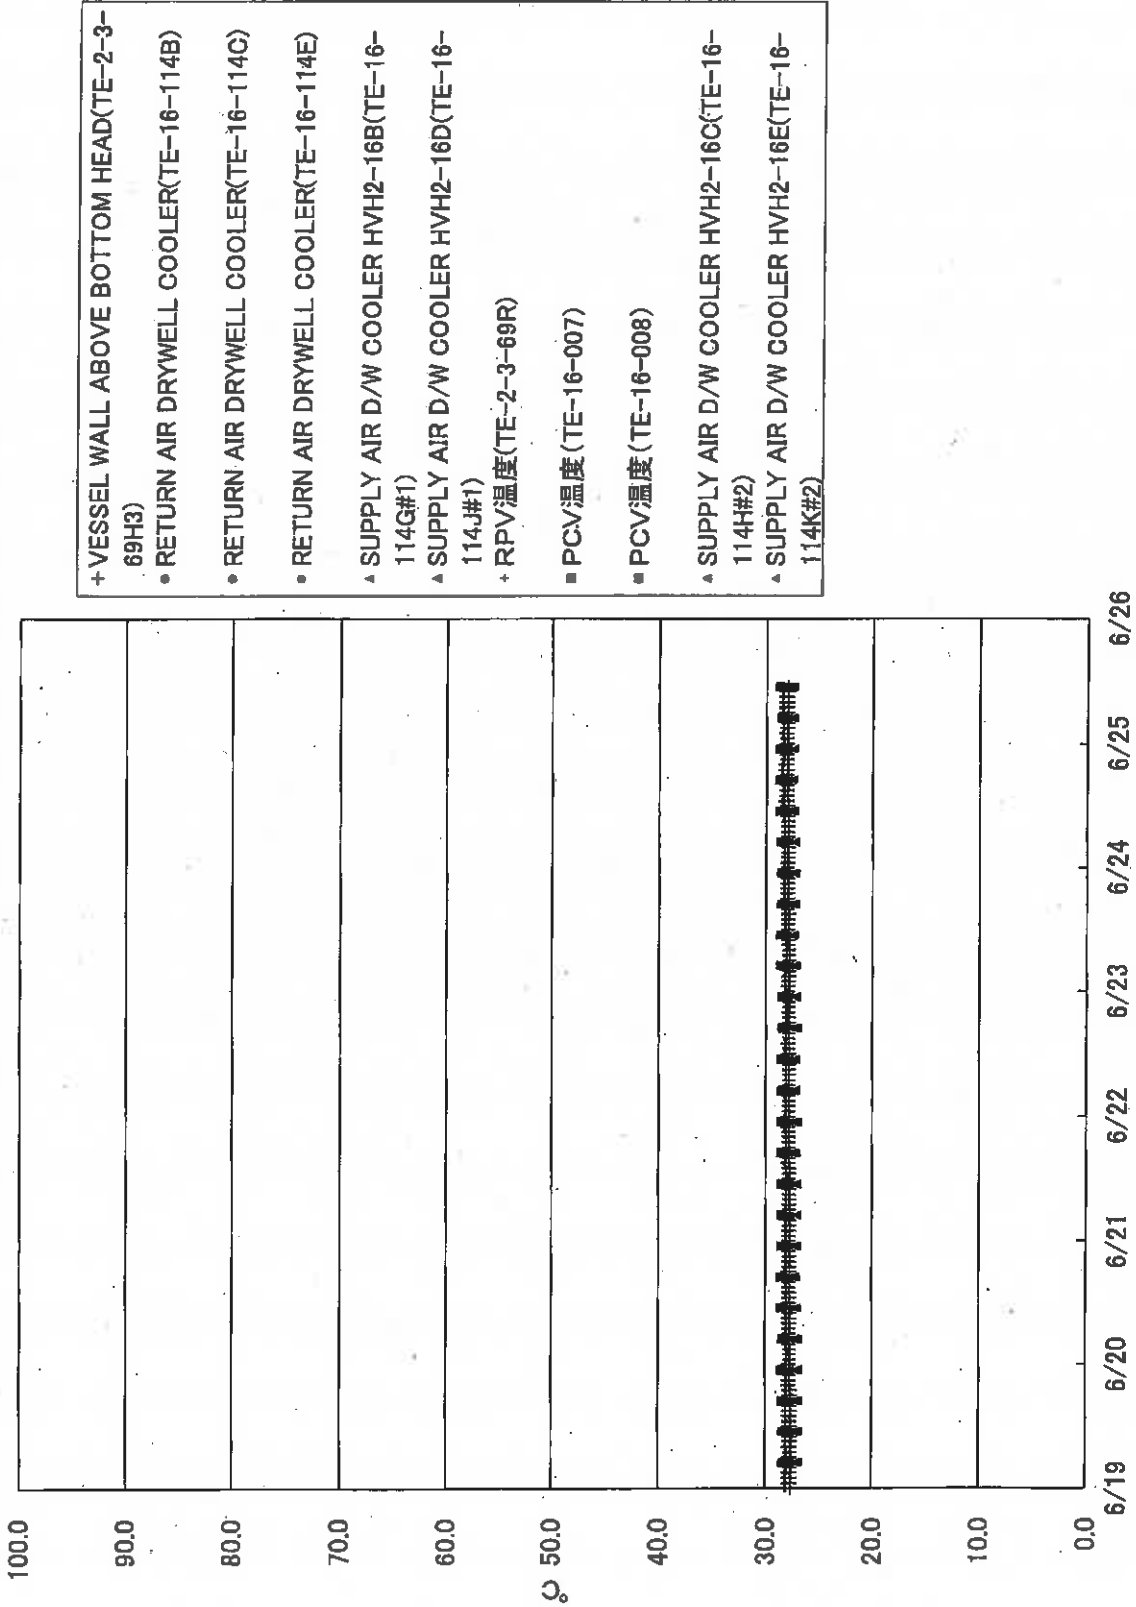 +VESSEL WALL ABOVE BOTTOM HEAD(TE-2-3-
69H3)
•RETURN AIR DRYWELL COOLER(TE-16-114B)
•RETURN AIR DRYWELL COOLER(TE-16-114C)
•RETURN AIR DRYWELL COOLER(TE-16-114E)
▲SUPPLY AIR D/W COOLER HVH2-16B(TE-16-
114G#1)
▲SUPPLY AIR D/W COOLER HVH2-16D(TE-16-
114J#1)
+RPV温度(TE-2-3-69R)
■PCV温度(TE-16-007)
■PCV温度(TE-16-008)
▲SUPPLY AIR D/W COOLER HVH2-16C(TE-16-
114H#2)
▲SUPPLY AIR D/W COOLER HVH2-16E(TE-16-
114K#2)
100.0
90.0
80.0
70.0
60.0
50.0
40.0
30.0
20.0
10.0
0.0
℃
6/19
6/20
6/21
6/22
6/23
6/24
6/25
6/26